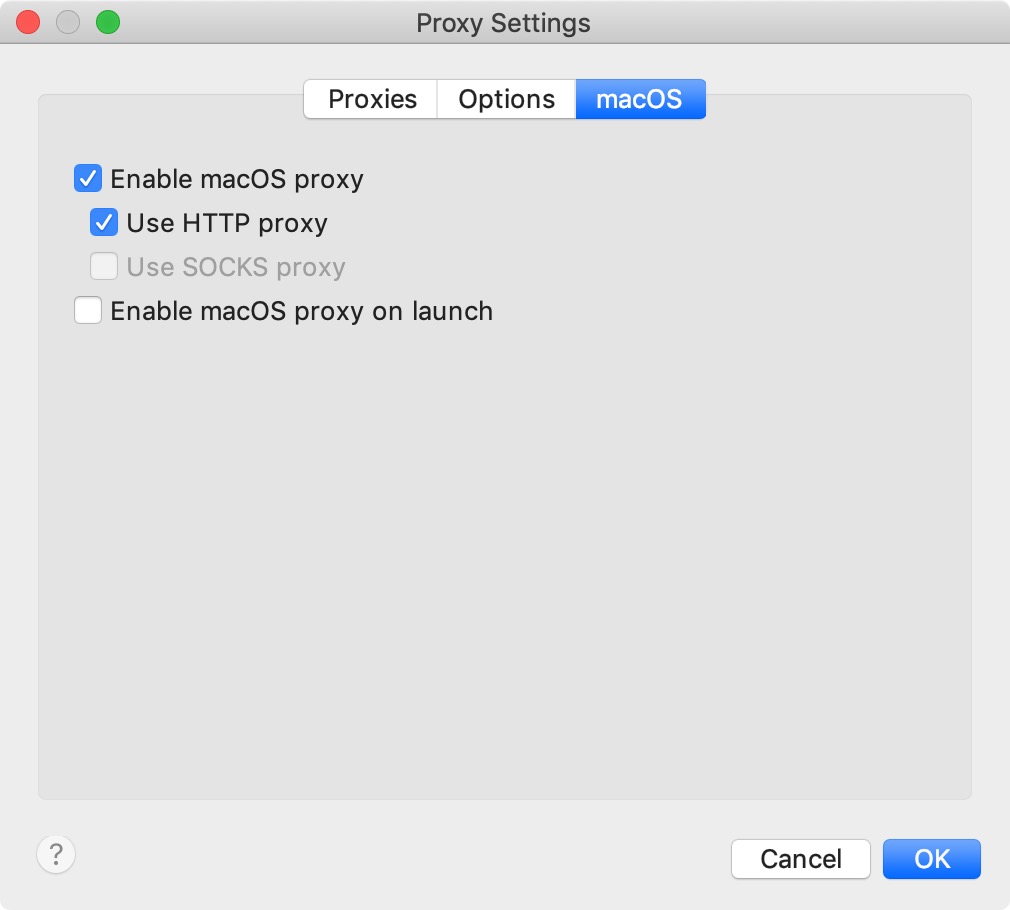 Proxy Settings
Proxies Options macOS
Enable macOS proxy
Use HTTP proxy
Use SOCKS proxy
Enable macOS proxy on launch
? Cancel OK